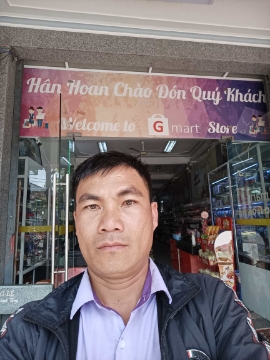 Hân Hoan Chào Đón Quý Khách
Welcome to G mart Store